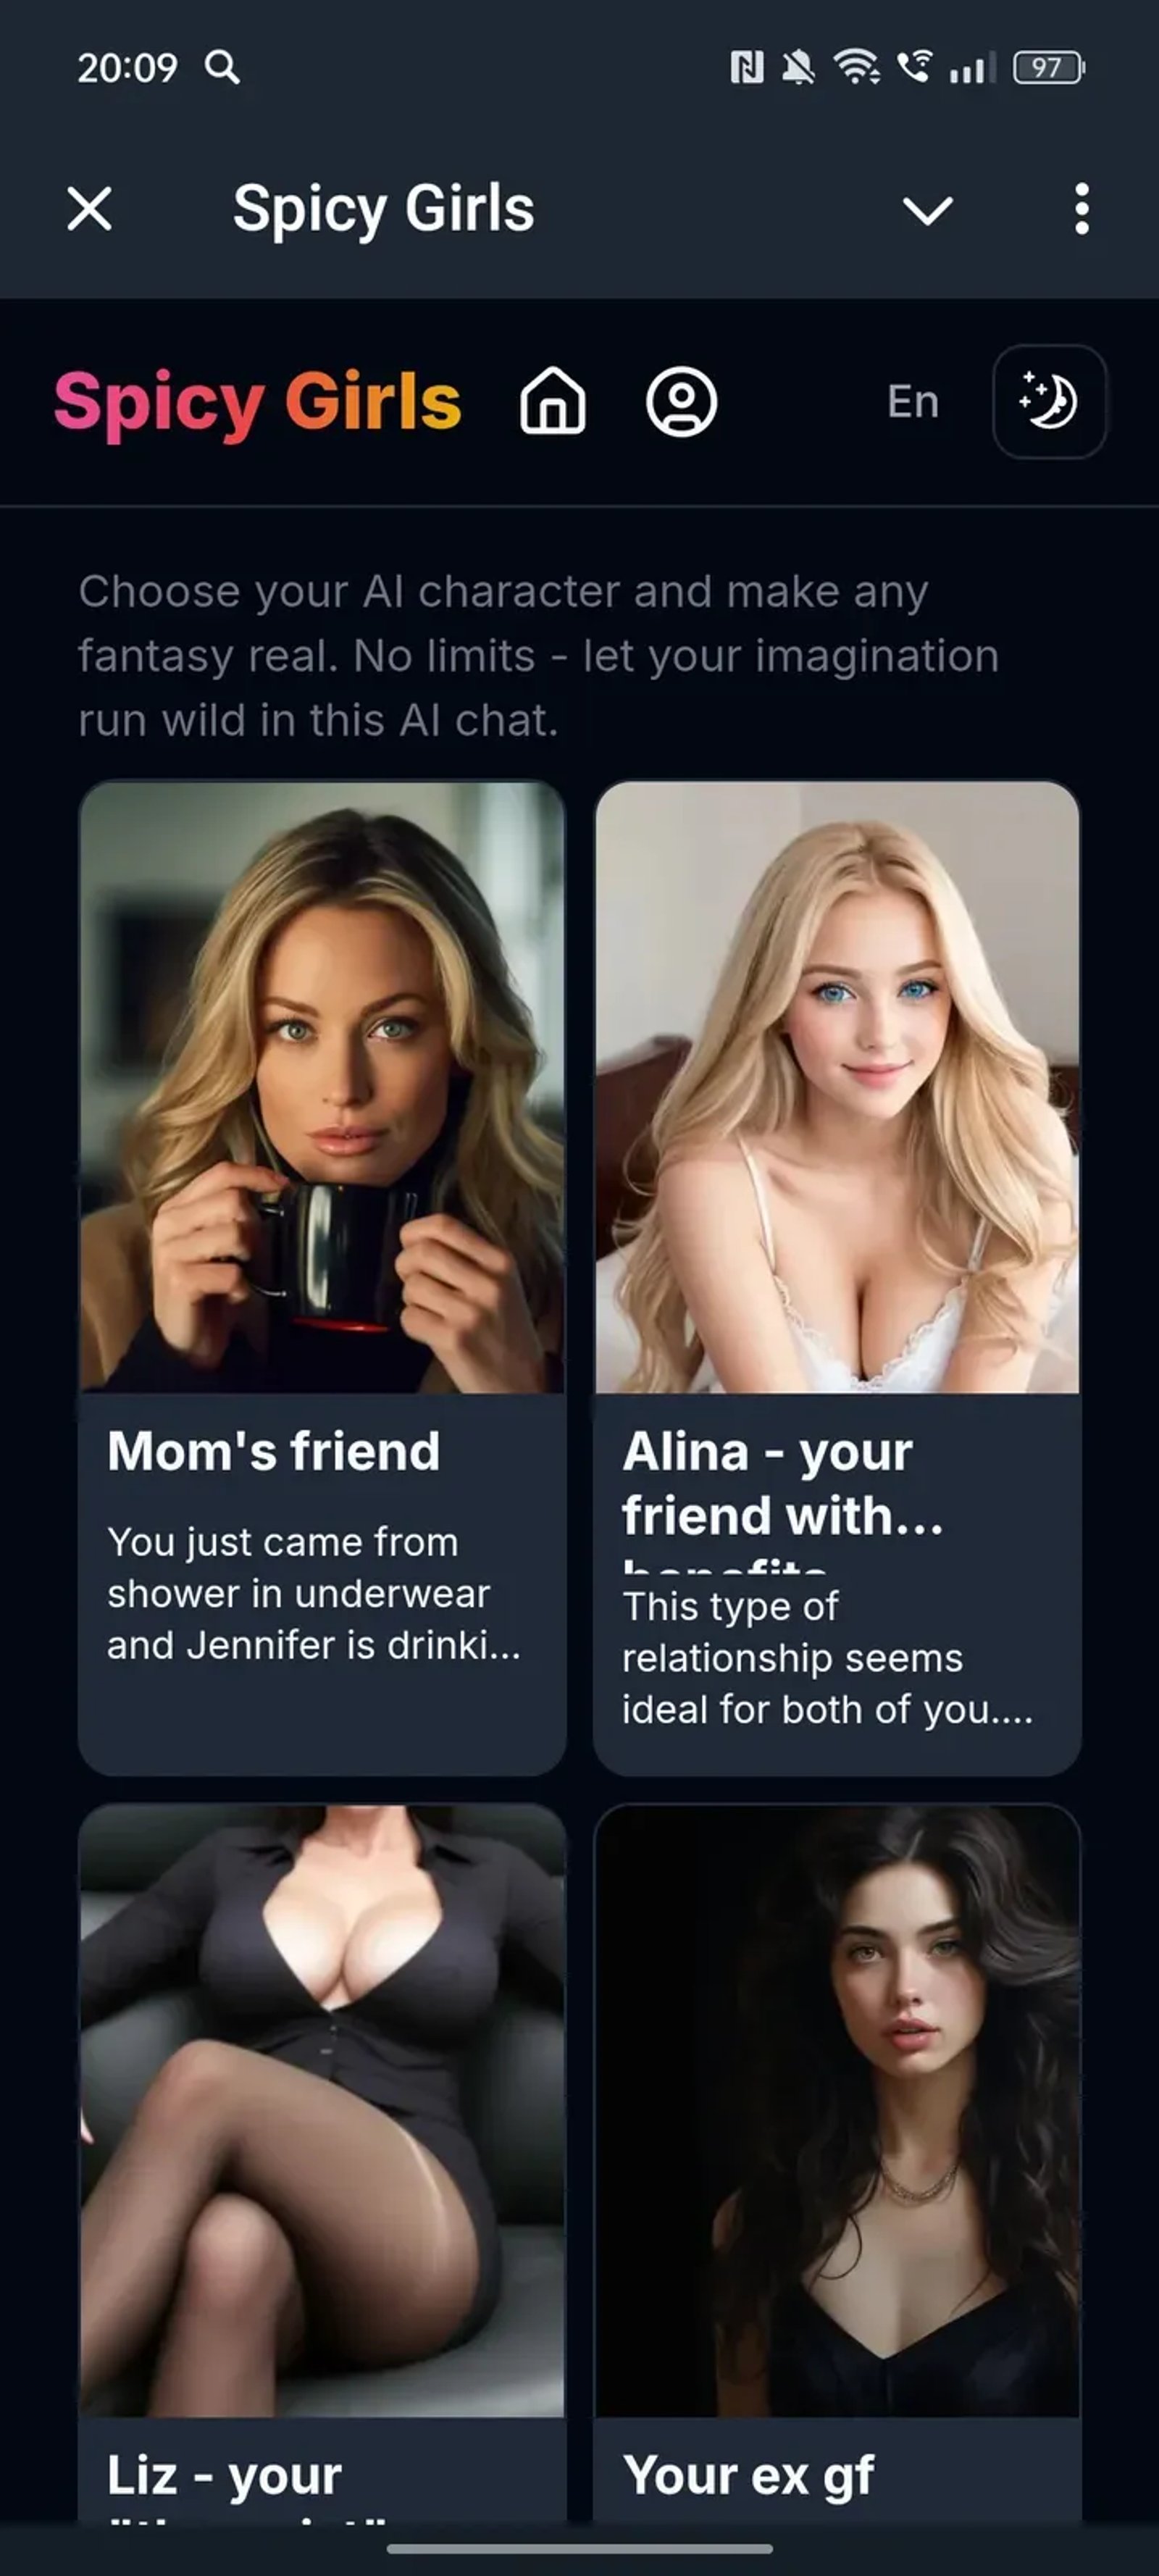 20:09
97
Spicy Girls
Spicy Girls
En
Choose your AI character and make any
fantasy real. No limits - let your imagination
run wild in this AI chat.
Mom's friend
You just came from
shower in underwear
and Jennifer is drinki...
Alina - your
friend with...
benefits
This type of
relationship seems
ideal for both of you....
Liz - your
Your ex gf